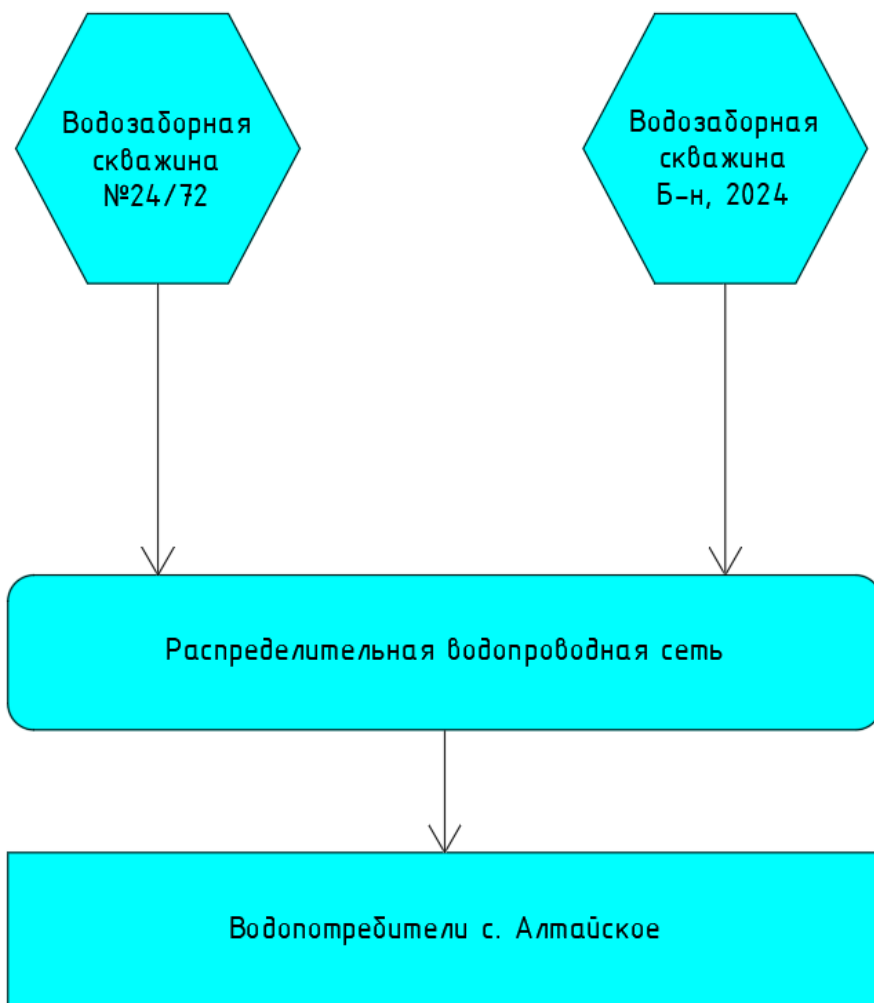 Водозаборная
скважина
№24/72
Водозаборная
скважина
Б-н, 2024
Распределительная водопроводная сеть
Водопотребители с. Алтайское